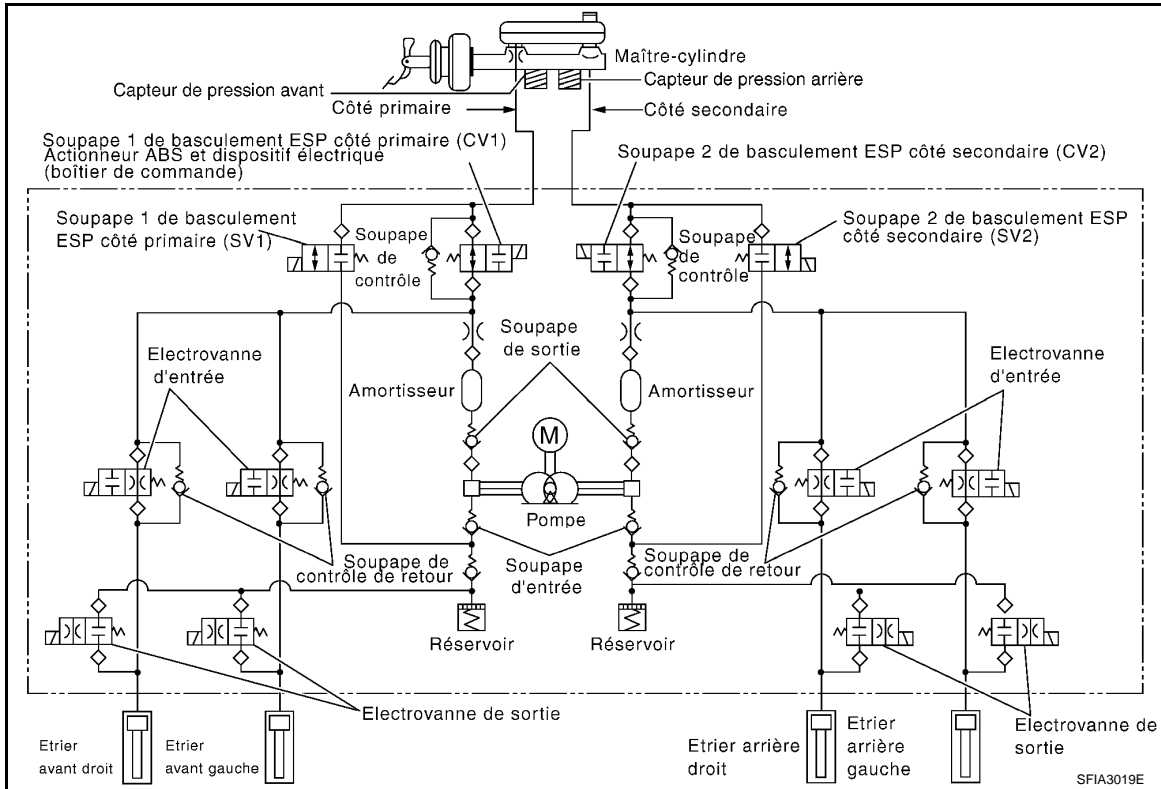 Maître-cylindre
Capteur de pression avant
Capteur de pression arrière
Côté primaire
Côté secondaire
Soupape 1 de basculement ESP côté primaire (CV1)
Actionneur ABS et dispositif électrique
(boîtier de commande)
Soupape 2 de basculement ESP côté secondaire (CV2)
Soupape 1 de basculement
ESP côté primaire (SV1)
Soupape
de
contrôle
Soupape
de
contrôle
Soupape 2 de basculement ESP
côté secondaire (SV2)
Electrovanne
d'entrée
Soupape
de sortie
Electrovanne
d'entrée
Amortisseur
Amortisseur
M
Pompe
Soupape de
contrôle de retour
Soupape
d'entrée
Soupape de
contrôle de retour
Réservoir
Réservoir
Electrovanne de sortie
Electrovanne de
sortie
Etrier
avant droit
Etrier
avant gauche
Etrier arrière
droit
Etrier
arrière
gauche
SFIA3019E